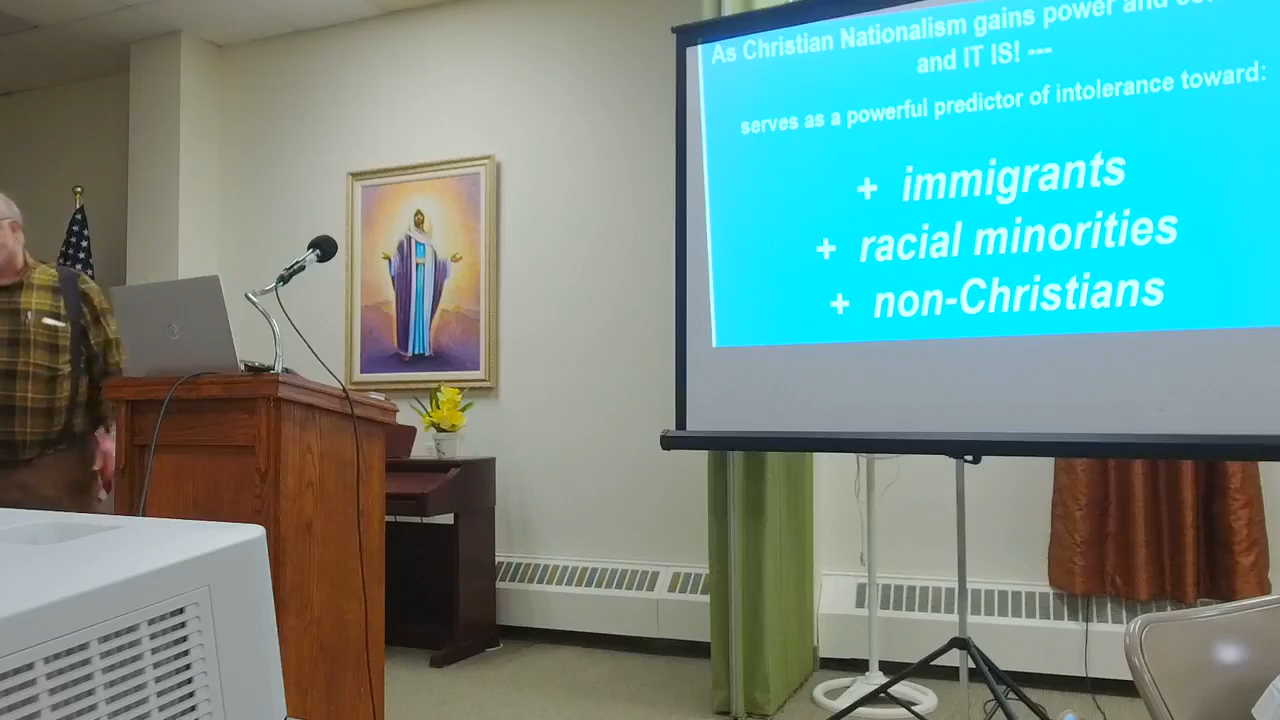 As Christian Nationalism gains power and
and IT IS! ---
serves as a powerful predictor of intolerance toward:
+ immigrants
+ racial minorities
+ non-Christians